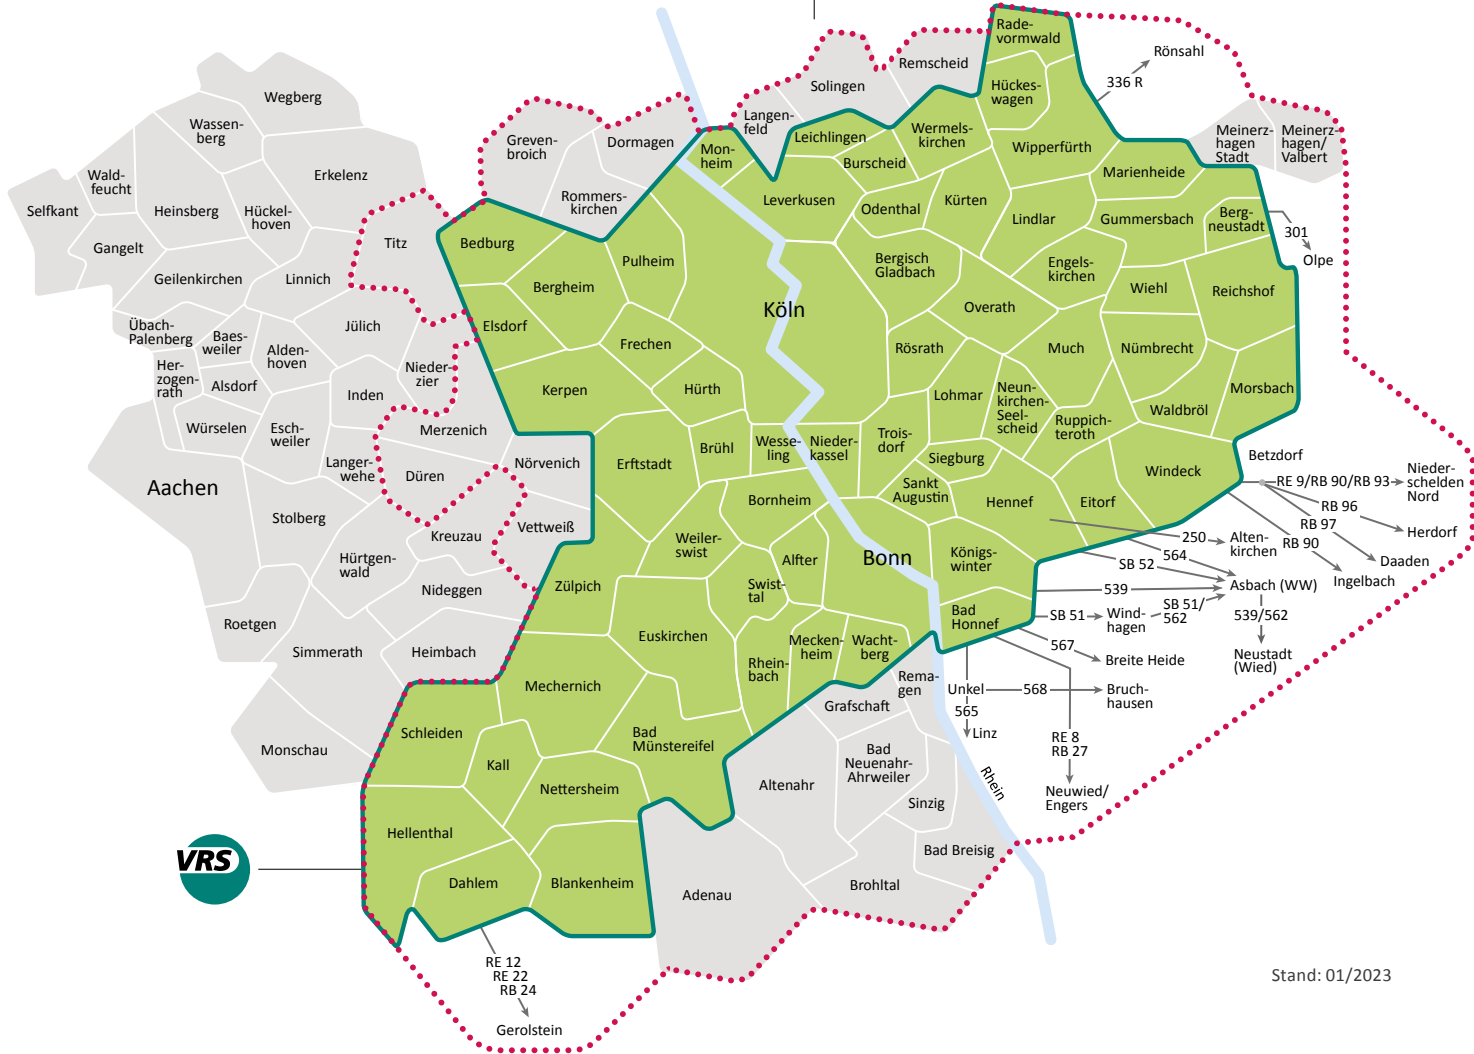 Rade-
vormwald
Rönsahl
336 R
Remscheid
Solingen
Hückes-
wagen
Wegberg
Wassen-
berg
Langen-
feld
Greven-
broich
Dormagen
Mon-
heim
Leichlingen
Wermels-
kirchen
Wipperfürth
Meinerz-
hagen
Stadt
Meinerz-
hagen/
Valbert
Burscheid
Marienheide
Wald-
feucht
Erkelenz
Selfkant
Heinsberg
Hückel-
hoven
Rommers-
kirchen
Leverkusen
Odenthal
Kürten
Lindlar
Gummersbach
Berg-
neustadt
301
Olpe
Gangelt
Titz
Bedburg
Pulheim
Bergisch
Gladbach
Engels-
kirchen
Geilenkirchen
Linnich
Bergheim
Wiehl
Reichshof
Köln
Overath
Übach-
Palenberg
Baes-
weiler
Jülich
Elsdorf
Alden-
hoven
Frechen
Rösrath
Much
Nümbrecht
Her-
zogen-
rath
Alsdorf
Inden
Nieder-
zier
Kerpen
Hürth
Lohmar
Neun-
kirchen-
Seel-
scheid
Morsbach
Waldbröl
Würselen
Esch-
weiler
Merzenich
Ruppich-
teroth
Brühl
Wesse-
ling
Nieder-
kassel
Trois-
dorf
Siegburg
Langer-
wehe
Düren
Nörvenich
Erftstadt
Windeck
Betzdorf
RE 9/RB 90/RB 93
Nieder-
schelden
Nord
Aachen
Sankt
Augustin
Hennef
Eitorf
Bornheim
RB 96
Herdorf
RB 97
Daaden
RB 90
Ingelbach
Stolberg
Vettweiß
Kreuzau
Weiler-
swist
Alfter
Bonn
Königs-
winter
250
Alten-
kirchen
564
SB 52
Asbach (WW)
Hürtgen-
wald
Nideggen
Zülpich
Swist-
tal
539
Bad
Honnef
SB 51
Wind-
hagen
SB 51/
562
539/562
Neustadt
(Wied)
Roetgen
Simmerath
Heimbach
Euskirchen
Rhein-
bach
Mecken-
heim
Wacht-
berg
567
Breite Heide
Mechernich
Rema-
gen
Unkel
568
Bruch-
hausen
565
Linz
Grafschaft
Monschau
Schleiden
Bad
Münstereifel
Kall
Nettersheim
Altenahr
Bad
Neuenahr-
Ahrweiler
Sinzig
Rhein
RE 8
RB 27
Neuwied/
Engers
Hellenthal
VRS
Dahlem
Blankenheim
Adenau
Brohltal
Bad Breisig
RE 12
RE 22
RB 24
Gerolstein
Stand: 01/2023